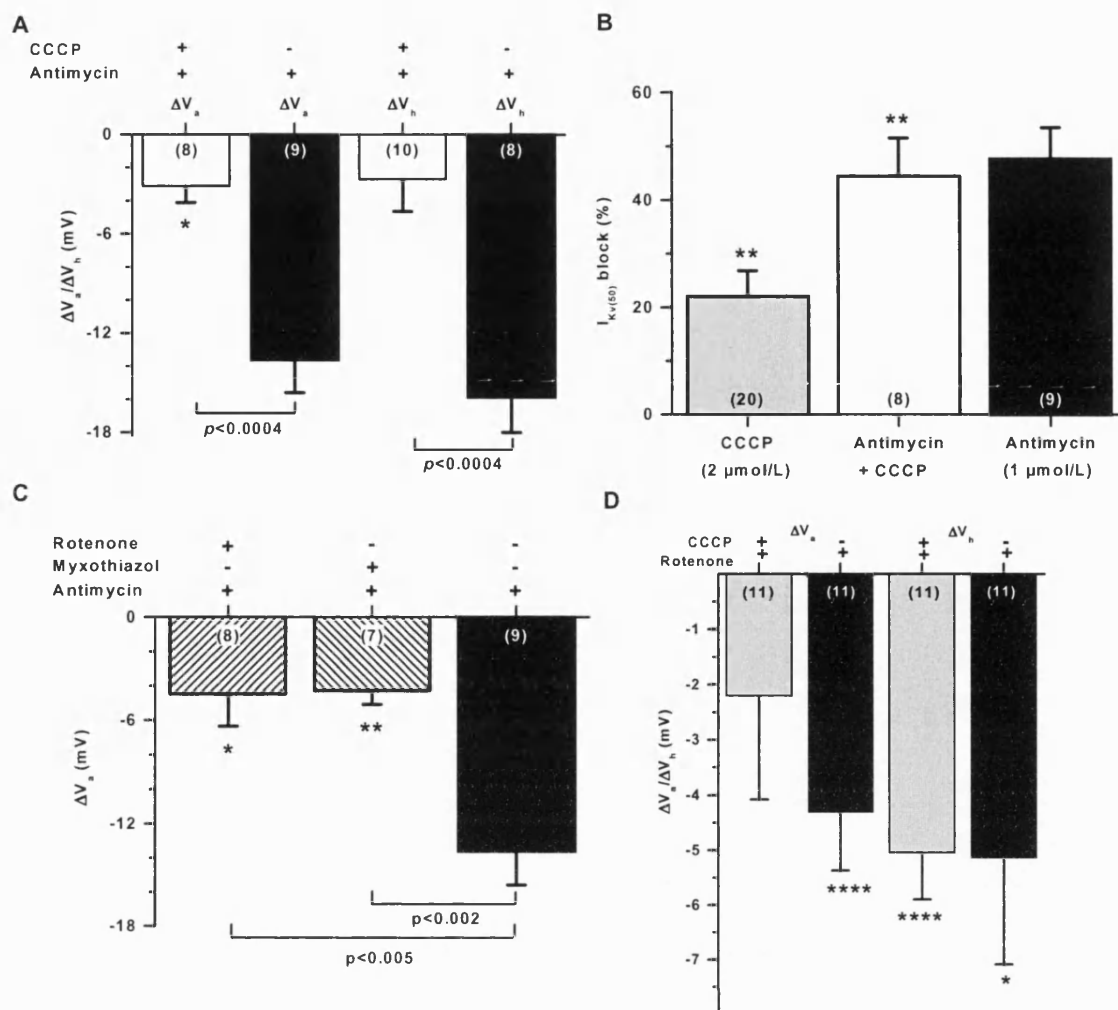 A
CCCP + - + -
Antimycin + + + +
ΔVa ΔVa ΔVh ΔVh
0
-6
-12
-18
ΔVa/ΔVh (mV)
(8) (9) (10) (8)
*
p<0.0004
p<0.0004
B
60
40
20
0
IKv(50) block (%)
** **
(20) (8) (9)
CCCP Antimycin Antimycin
(2 µmol/L) + CCCP (1 µmol/L)
C
Rotenone + - -
Myxothiazol - + -
Antimycin + + +
0
-6
-12
-18
ΔVa (mV)
(8) (7) (9)
* **
p<0.002
p<0.005
D
ΔVa ΔVh
CCCP + - + -
Rotenone + + + +
-1
-2
-3
-4
-5
-6
-7
ΔVa/ΔVh (mV)
(11) (11) (11) (11)
**** **** *